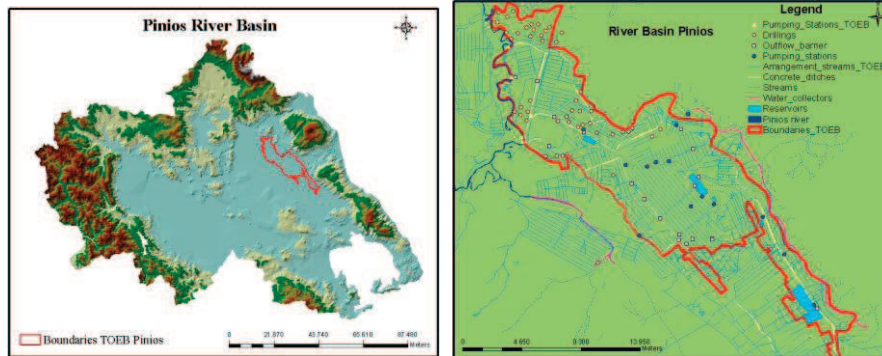 Pinios River Basin
Boundaries TOEB Pinios
0 21.870 43.740 65.610 87.480
Meters
River Basin Pinios
Legend
Pumping_Stations_TOEB
Drillings
Outflow_barrier
Pumping_stations
Arrangement_streams_TOEB
Concrete_ditches
Streams
Water_collectors
Reservoirs
Pinios river
Boundaries_TOEB
0 4.650 9.300 13.950
Meters